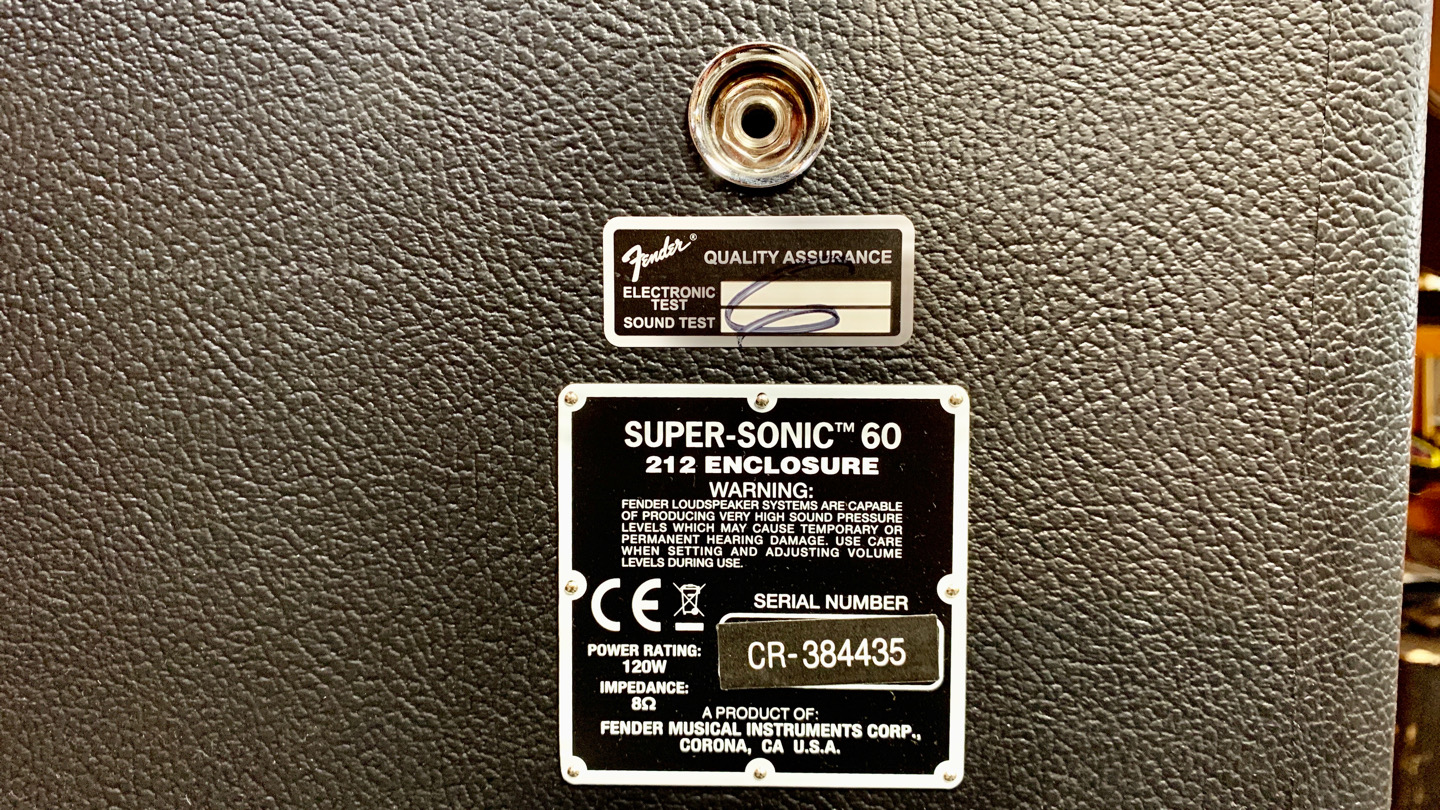 Fender® QUALITY ASSURANCE
ELECTRONIC
TEST
SOUND TEST
SUPER-SONIC™ 60
212 ENCLOSURE
WARNING:
FENDER LOUDSPEAKER SYSTEMS ARE CAPABLE
OF PRODUCING VERY HIGH SOUND PRESSURE
LEVELS WHICH MAY CAUSE TEMPORARY OR
PERMANENT HEARING DAMAGE. USE CARE
WHEN SETTING AND ADJUSTING VOLUME
LEVELS DURING USE.
CE
SERIAL NUMBER
CR-384435
POWER RATING:
120W
IMPEDANCE:
8Ω
A PRODUCT OF:
FENDER MUSICAL INSTRUMENTS CORP.,
CORONA, CA U.S.A.